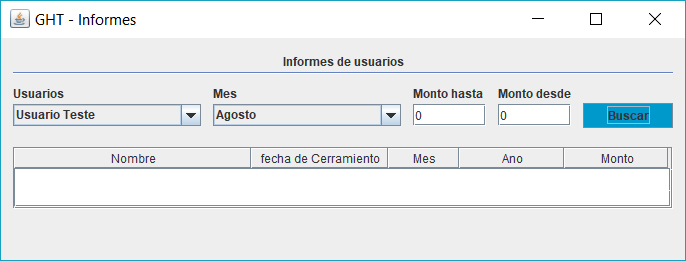 GHT - Informes
Informes de usuarios
Usuarios Mes Monto hasta Monto desde
Usuario Teste Agosto 0 0 Buscar
Nombre fecha de Cerramiento Mes Ano Monto